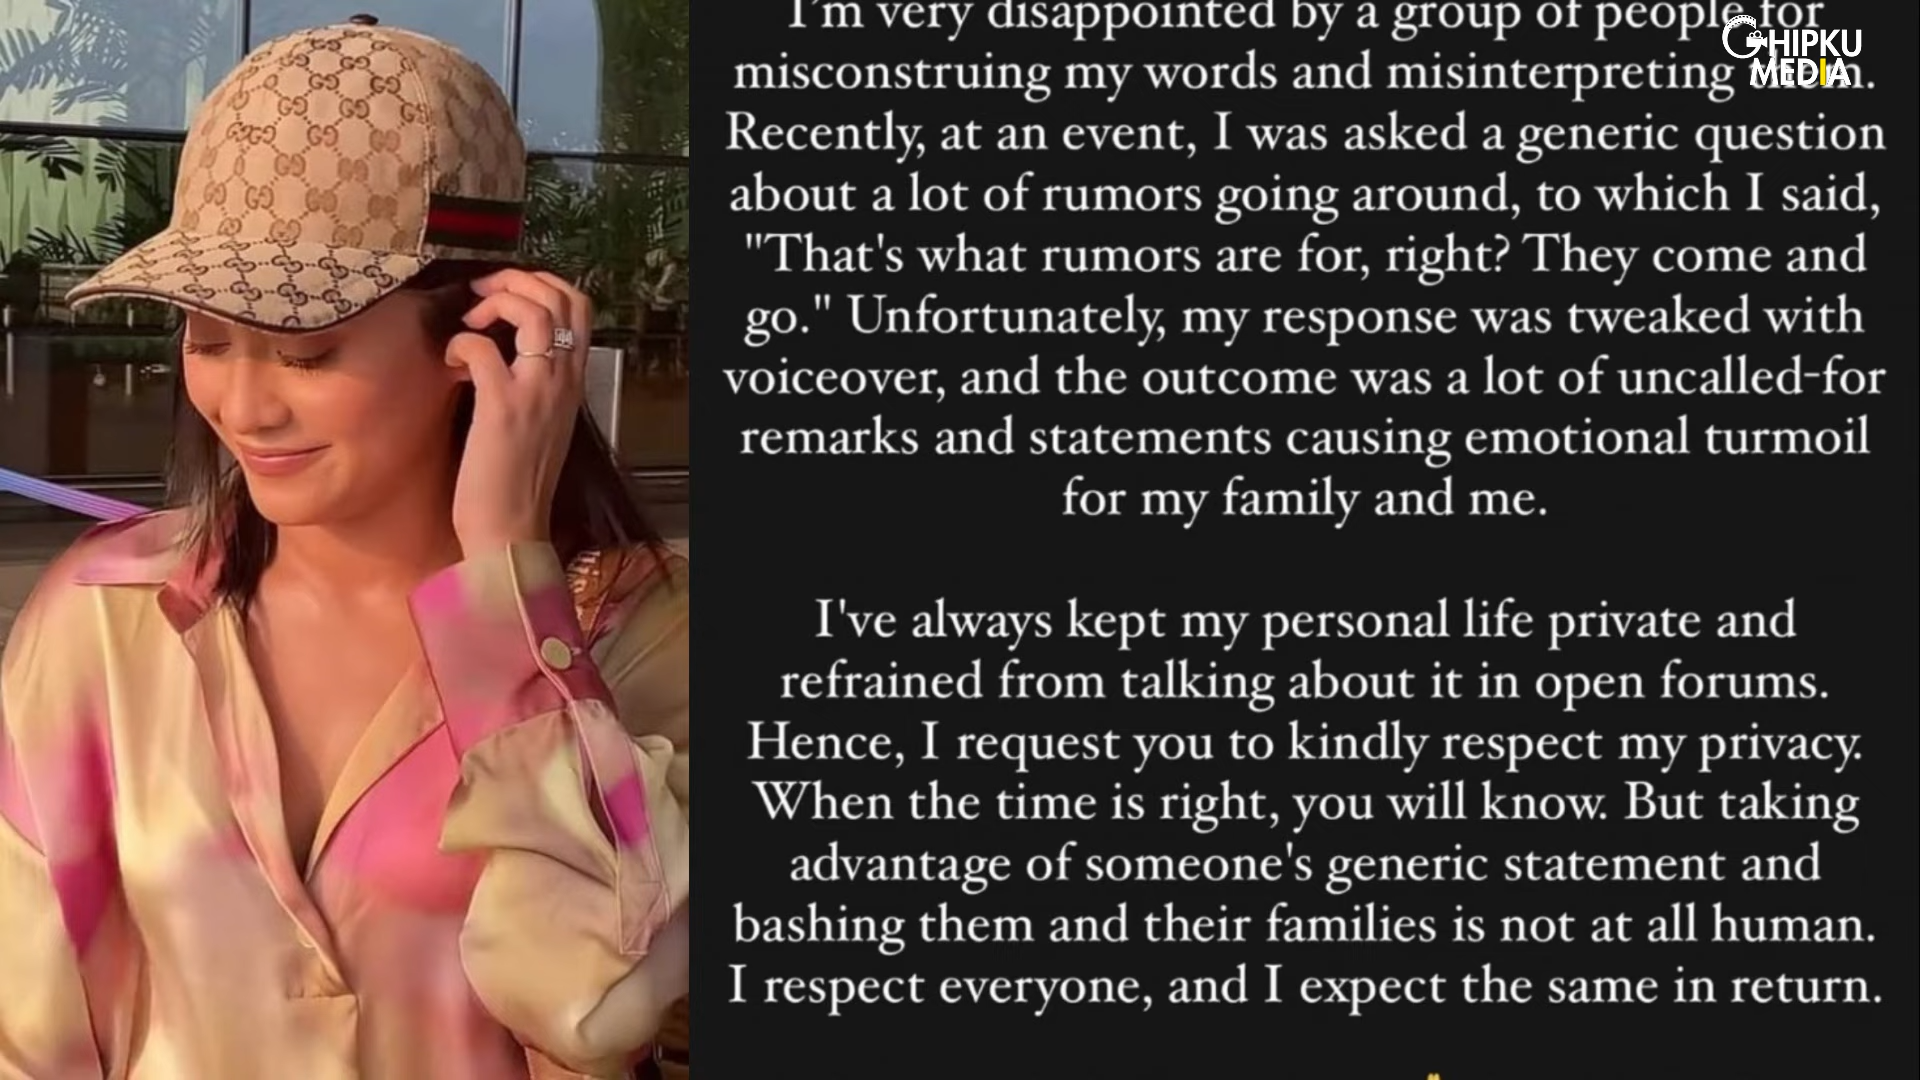 I'm very disappointed by a group of people for
misconstruing my words and misinterpreting them.
Recently, at an event, I was asked a generic question
about a lot of rumors going around, to which I said,
"That's what rumors are for, right? They come and
go." Unfortunately, my response was tweaked with
voiceover, and the outcome was a lot of uncalled-for
remarks and statements causing emotional turmoil
for my family and me.
I've always kept my personal life private and
refrained from talking about it in open forums.
Hence, I request you to kindly respect my privacy.
When the time is right, you will know. But taking
advantage of someone's generic statement and
bashing them and their families is not at all human.
I respect everyone, and I expect the same in return.
GHIPKU
MEDIA